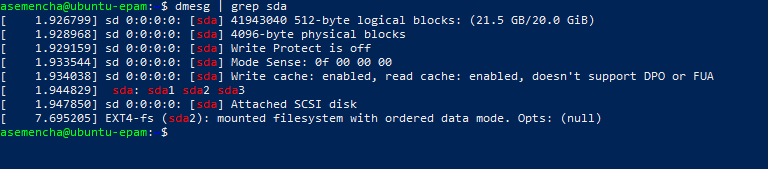 asemencha@ubuntu-epam: $ dmesg | grep sda
[    1.926799] sd 0:0:0:0: [sda] 41943040 512-byte logical blocks: (21.5 GB/20.0 GiB)
[    1.928968] sd 0:0:0:0: [sda] 4096-byte physical blocks
[    1.929159] sd 0:0:0:0: [sda] Write Protect is off
[    1.933544] sd 0:0:0:0: [sda] Mode Sense: 0f 00 00 00
[    1.934038] sd 0:0:0:0: [sda] Write cache: enabled, read cache: enabled, doesn't support DPO or FUA
[    1.944829]  sda: sda1 sda2 sda3
[    1.947850] sd 0:0:0:0: [sda] Attached SCSI disk
[    7.695205] EXT4-fs (sda2): mounted filesystem with ordered data mode. Opts: (null)
asemencha@ubuntu-epam: $